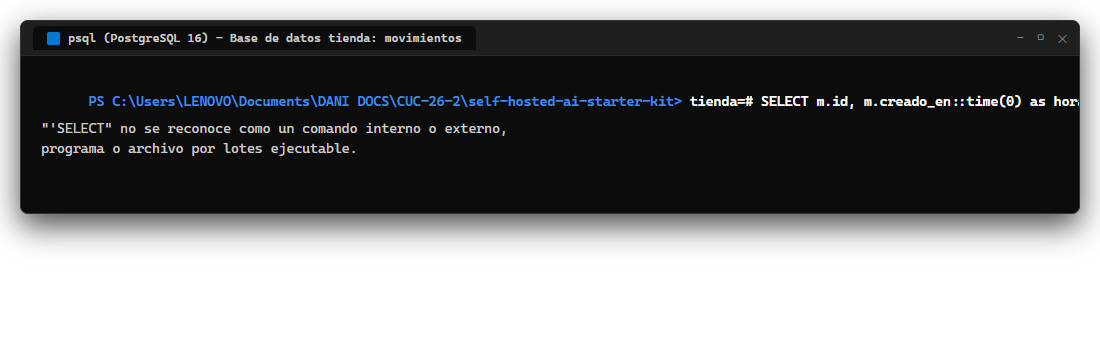 psql (PostgreSQL 16) — Base de datos tienda: movimientos
PS C:\Users\LENOVO\Documents\DANI DOCS\CUC-26-2\self-hosted-ai-starter-kit> tienda=# SELECT m.id, m.creado_en::time(0) as hora
"'SELECT" no se reconoce como un comando interno o externo,
programa o archivo por lotes ejecutable.